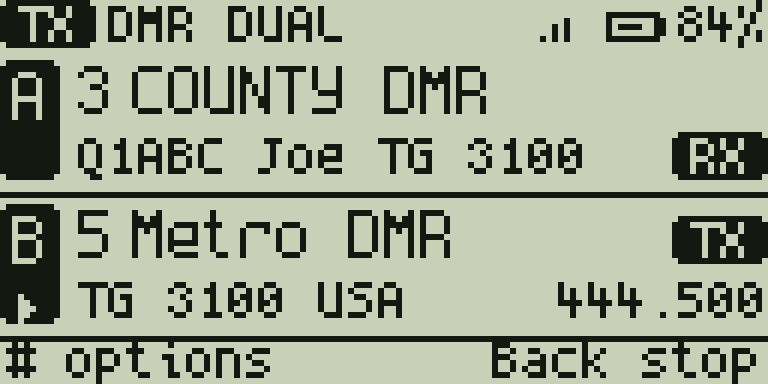 TX DMR DUAL 84%
A 3 COUNTY DMR
Q1ABC Joe TG 3100 RX
B 5 Metro DMR TX
TG 3100 USA 444.500
# options Back stop